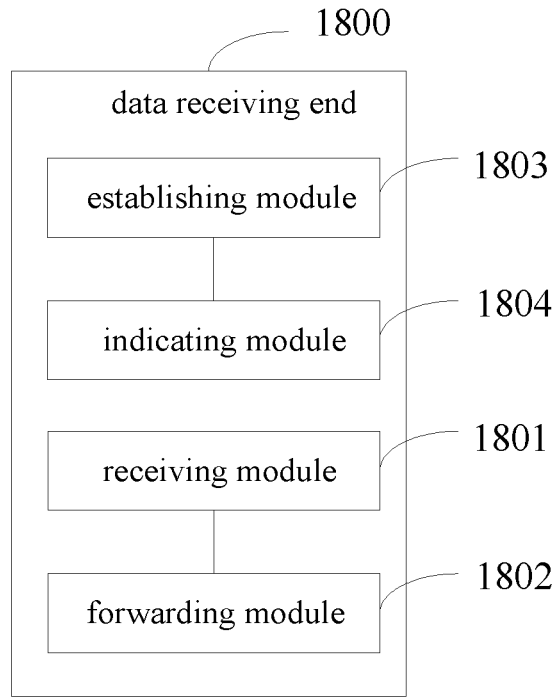 1800
data receiving end
1803
establishing module
1804
indicating module
1801
receiving module
1802
forwarding module